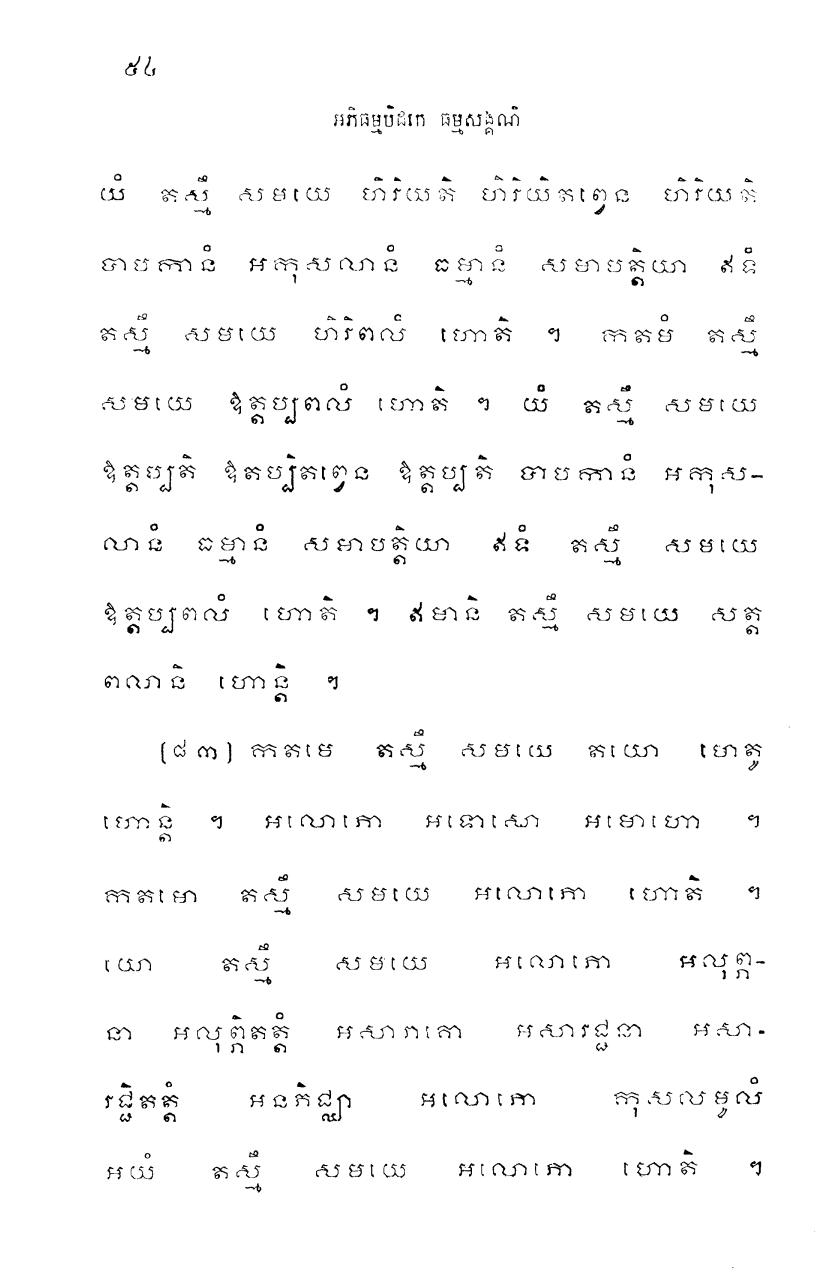 ៥៤
អភិធម្មបិដកេ ធម្មសង្គណី
យំ តស្មឹ សមយេ ហិរិយតិ ហិរិយិតព្វេន ហិរិយតិ
បាបកានំ អកុសលានំ ធម្មានំ សមាបត្តិយា ឥទំ
តស្មឹ សមយេ ហិរិពលំ ហោតិ ។ កតមំ តស្មឹ
សមយេ ឱត្តប្បពលំ ហោតិ ។ យំ តស្មឹ សមយេ
ឱត្តប្បតិ ឱតប្បិតព្វេន ឱត្តប្បតិ បាបកានំ អកុស-
លានំ ធម្មានំ សមាបត្តិយា ឥទំ តស្មឹ សមយេ
ឱត្តប្បពលំ ហោតិ ។ ឥមានិ តស្មឹ សមយេ សត្ត
ពលានិ ហោន្តិ ។
(៨៣) កតមេ តស្មឹ សមយេ តយោ ហេតូ
ហោន្តិ ។ អលោភោ អទោសោ អមោហោ ។
កតមោ តស្មឹ សមយេ អលោភោ ហោតិ ។
យោ តស្មឹ សមយេ អលោភោ អលុព្ភ-
នា អលុព្ភិតត្តំ អសារាគោ អសារជ្ជនា អសា-
រជ្ជិតត្តំ អនភិជ្ឈា អលោភោ កុសលមូលំ
អយំ តស្មឹ សមយេ អលោភោ ហោតិ ។